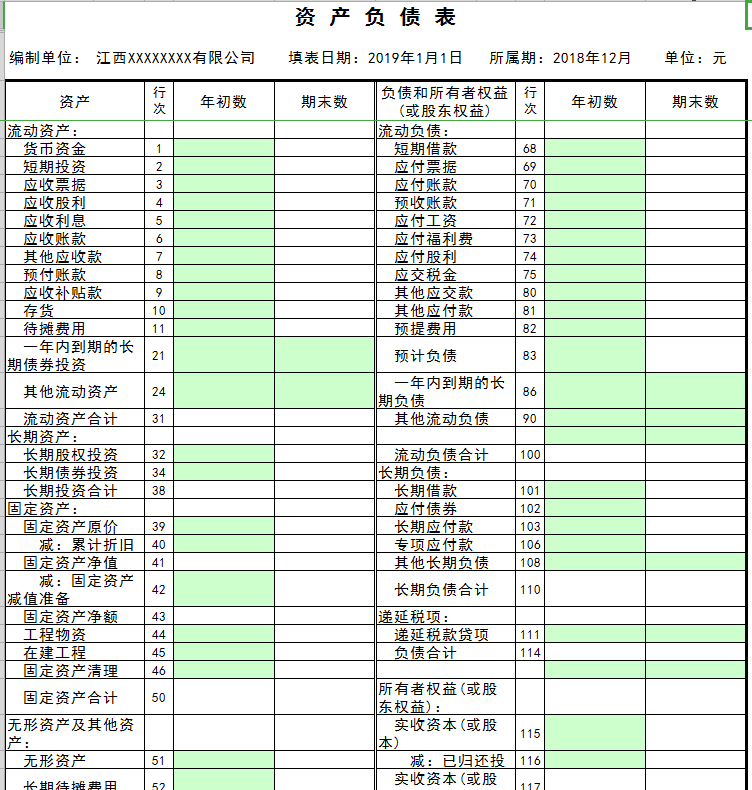 资 产 负 债 表
编制单位： 江西XXXXXXXX有限公司 填表日期：2019年1月1日 所属期：2018年12月 单位：元
资产 行次 年初数 期末数 负债和所有者权益(或股东权益) 行次 年初数 期末数
流动资产： 流动负债：
货币资金 1 短期借款 68
短期投资 2 应付票据 69
应收票据 3 应付账款 70
应收股利 4 预收账款 71
应收利息 5 应付工资 72
应收账款 6 应付福利费 73
其他应收款 7 应付股利 74
预付账款 8 应交税金 75
应收补贴款 9 其他应交款 80
存货 10 其他应付款 81
待摊费用 11 预提费用 82
一年内到期的长期债券投资 21 预计负债 83
其他流动资产 24 一年内到期的长期负债 86
流动资产合计 31 其他流动负债 90
长期资产：
长期股权投资 32 流动负债合计 100
长期债券投资 34 长期负债：
长期投资合计 38 长期借款 101
固定资产： 应付债券 102
固定资产原价 39 长期应付款 103
减：累计折旧 40 专项应付款 106
固定资产净值 41 其他长期负债 108
减：固定资产减值准备 42 长期负债合计 110
固定资产净额 43 递延税项：
工程物资 44 递延税款贷项 111
在建工程 45 负债合计 114
固定资产清理 46
固定资产合计 50 所有者权益(或股东权益)：
无形资产及其他资产： 实收资本(或股本) 115
无形资产 51 减：已归还投 116
长期待摊费用 52 实收资本(或股 117